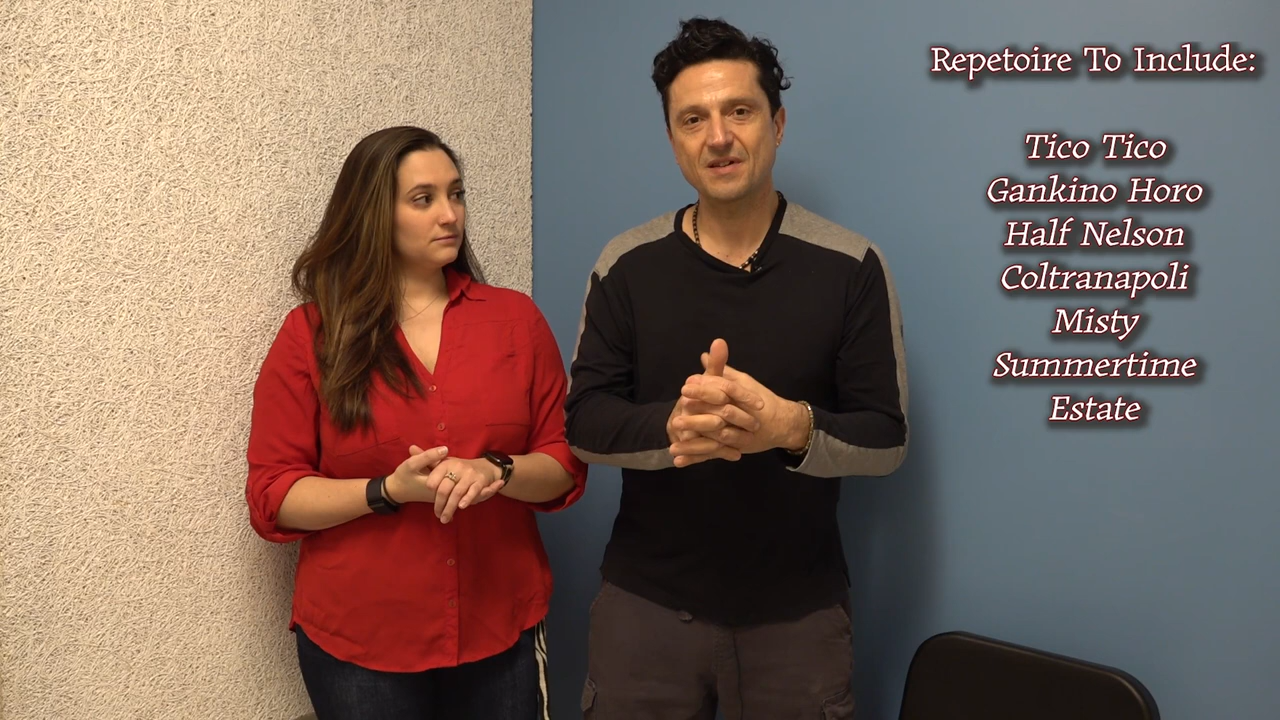 Repetoire To Include:
Tico Tico
Gankino Horo
Half Nelson
Coltranapoli
Misty
Summertime
Estate